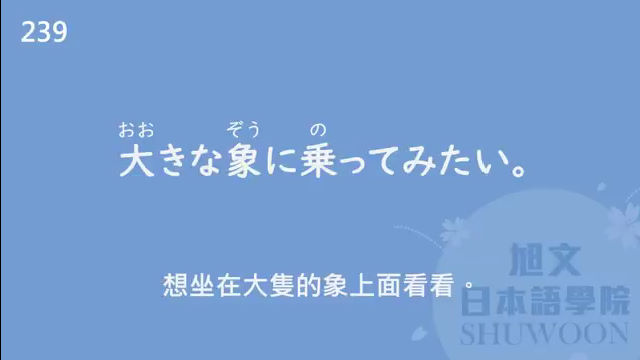 239
おお ぞう の
大きな象に乗ってみたい。
想坐在大隻的象上面看看。
旭文
日本語學院
SHUWOON